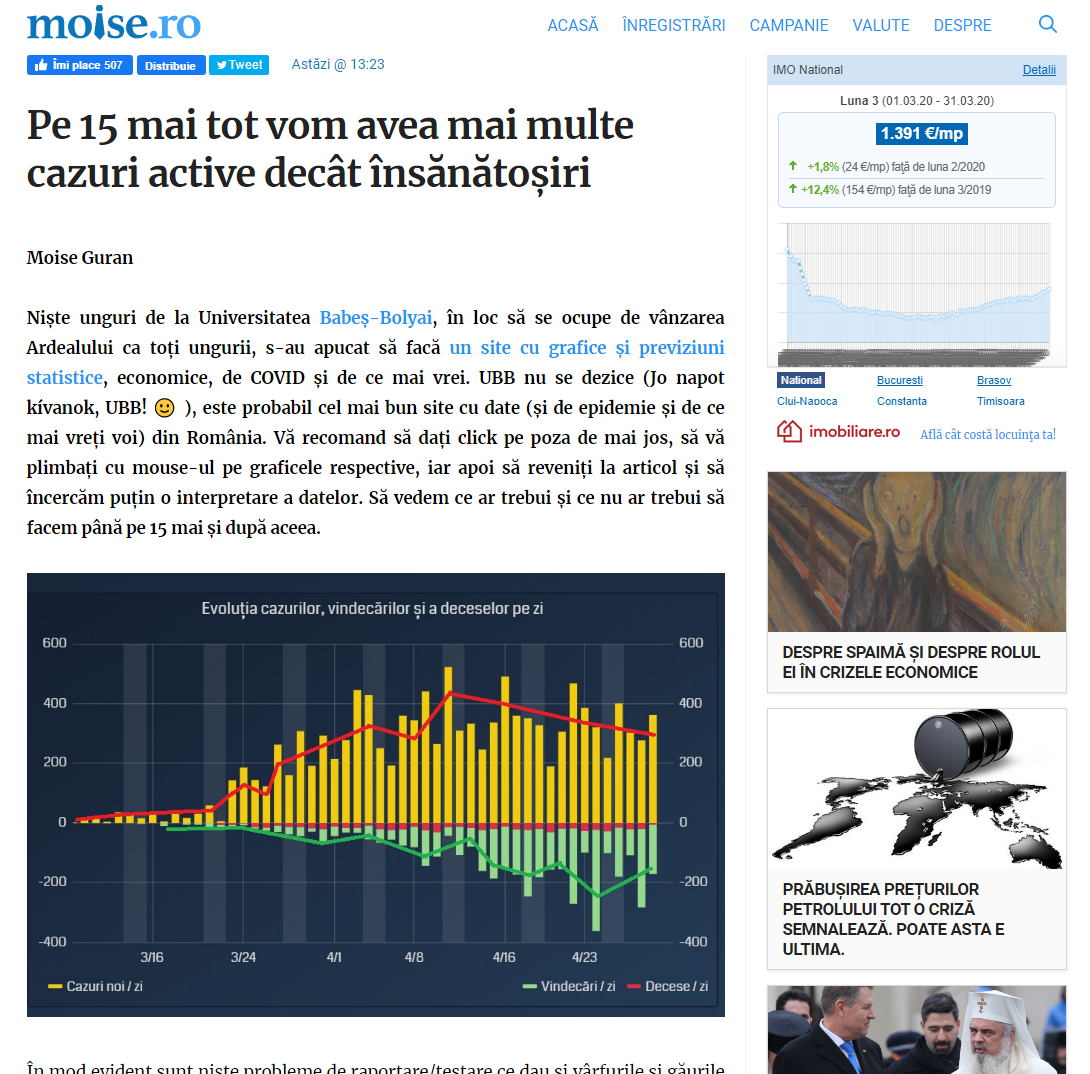 moise.ro
ACASĂ ÎNREGISTRĂRI CAMPANIE VALUTE DESPRE
Îmi place 507 Distribuie Tweet Astăzi @ 13:23
Pe 15 mai tot vom avea mai multe
cazuri active decât însănătoșiri
Moise Guran
Niște unguri de la Universitatea Babeș-Bolyai, în loc să se ocupe de vânzarea
Ardealului ca toți ungurii, s-au apucat să facă un site cu grafice și previziuni
statistice, economice, de COVID și de ce mai vrei. UBB nu se dezice (Jo napot
kívanok, UBB! 🙂 ), este probabil cel mai bun site cu date (și de epidemie și de ce
mai vreți voi) din România. Vă recomand să dați click pe poza de mai jos, să vă
plimbați cu mouse-ul pe graficele respective, iar apoi să reveniți la articol și să
încercăm puțin o interpretare a datelor. Să vedem ce ar trebui și ce nu ar trebui să
facem până pe 15 mai și după aceea.
Evoluția cazurilor, vindecărilor și a deceselor pe zi
600 600
400 400
200 200
0 0
-200 -200
-400 -400
3/16 3/24 4/1 4/8 4/16 4/23
Cazuri noi / zi Vindecări / zi Decese / zi
În mod evident sunt niște probleme de raportare/testare ce dau și vârfurile și găurile
IMO National Detalii
Luna 3 (01.03.20 - 31.03.20)
1.391 €/mp
+1,8% (24 €/mp) faţă de luna 2/2020
+12,4% (154 €/mp) faţă de luna 3/2019
National Bucuresti Brasov
Cluj-Napoca Constanta Timisoara
imobiliare.ro Află cât costă locuinţa ta!
DESPRE SPAIMĂ ȘI DESPRE ROLUL
EI ÎN CRIZELE ECONOMICE
PRĂBUȘIREA PREȚURILOR
PETROLULUI TOT O CRIZĂ
SEMNALEAZĂ. POATE ASTA E
ULTIMA.